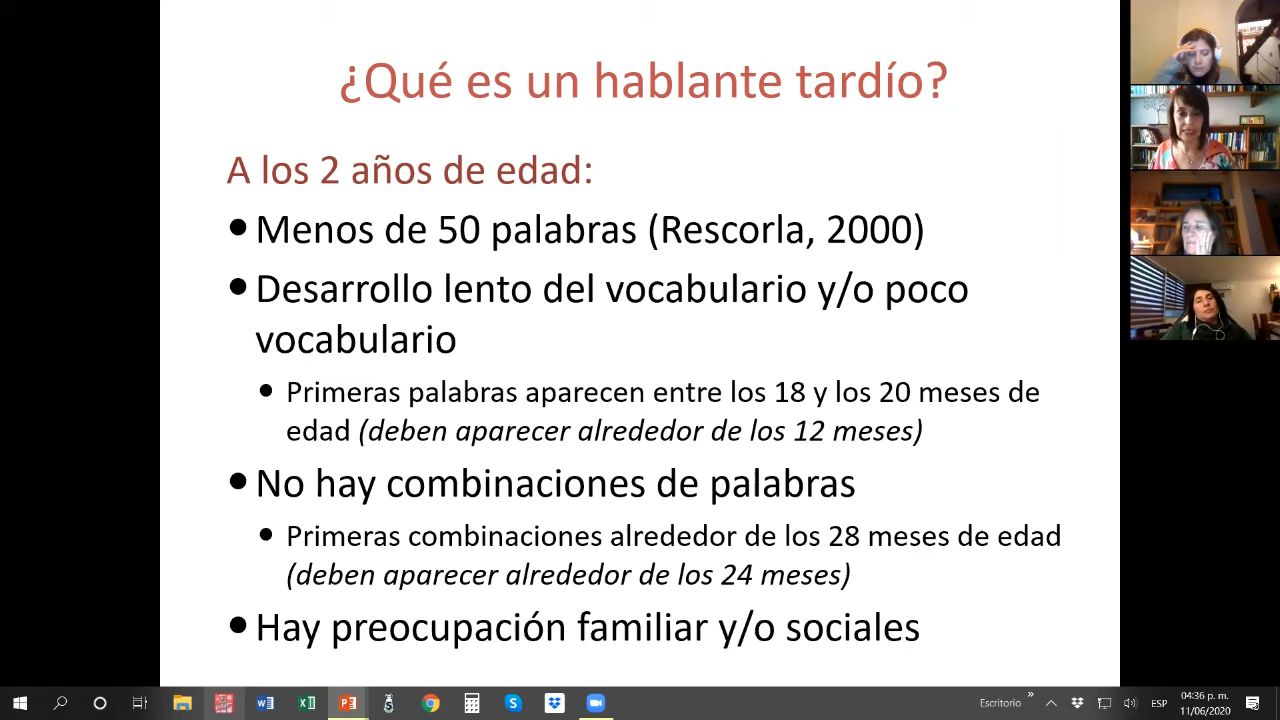 ¿Qué es un hablante tardío?
A los 2 años de edad:
• Menos de 50 palabras (Rescorla, 2000)
• Desarrollo lento del vocabulario y/o poco
vocabulario
• Primeras palabras aparecen entre los 18 y los 20 meses de
edad (deben aparecer alrededor de los 12 meses)
• No hay combinaciones de palabras
• Primeras combinaciones alrededor de los 28 meses de edad
(deben aparecer alrededor de los 24 meses)
• Hay preocupación familiar y/o sociales
Escritorio
»
ESP
04:36 p. m.
11/06/2020